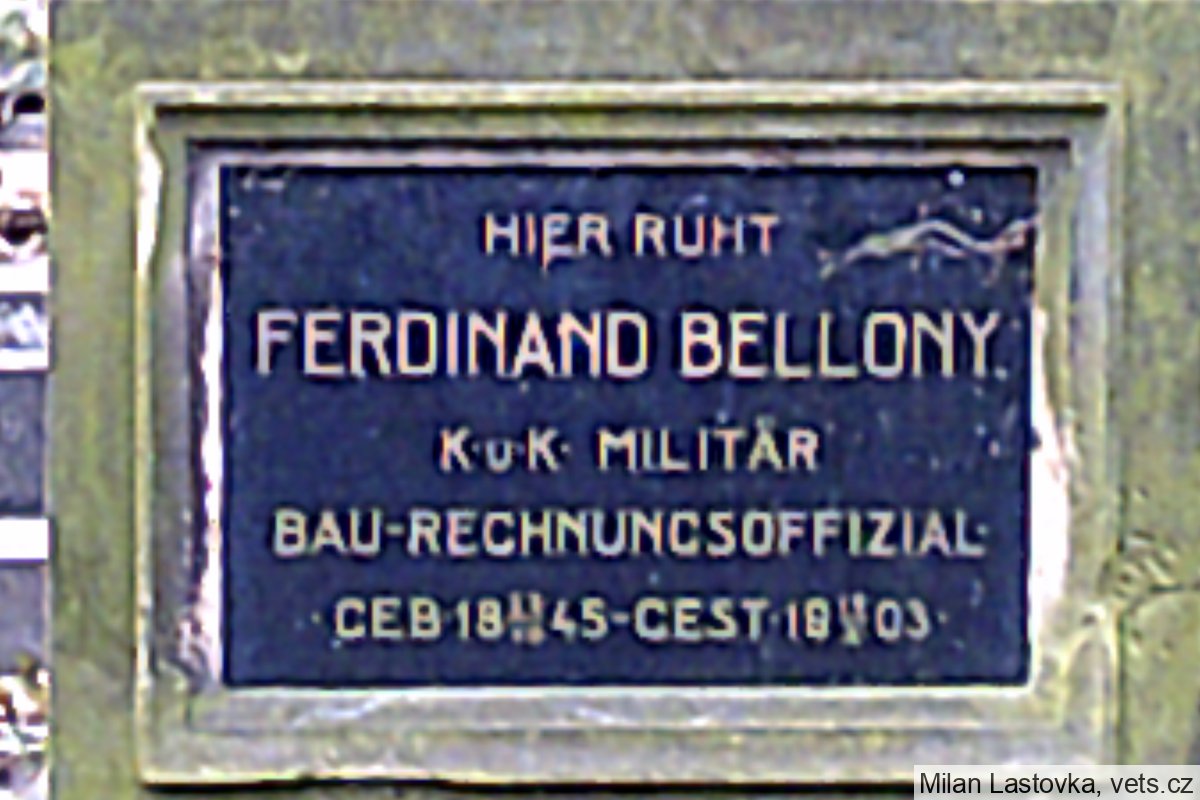 HIER RUHT
FERDINAND BELLONY.
K·u·K· MILITÄR
BAU-RECHNUNGSOFFIZIAL·
·GEB·18 45-GEST·19 03·
Milan Lastovka, vets.cz